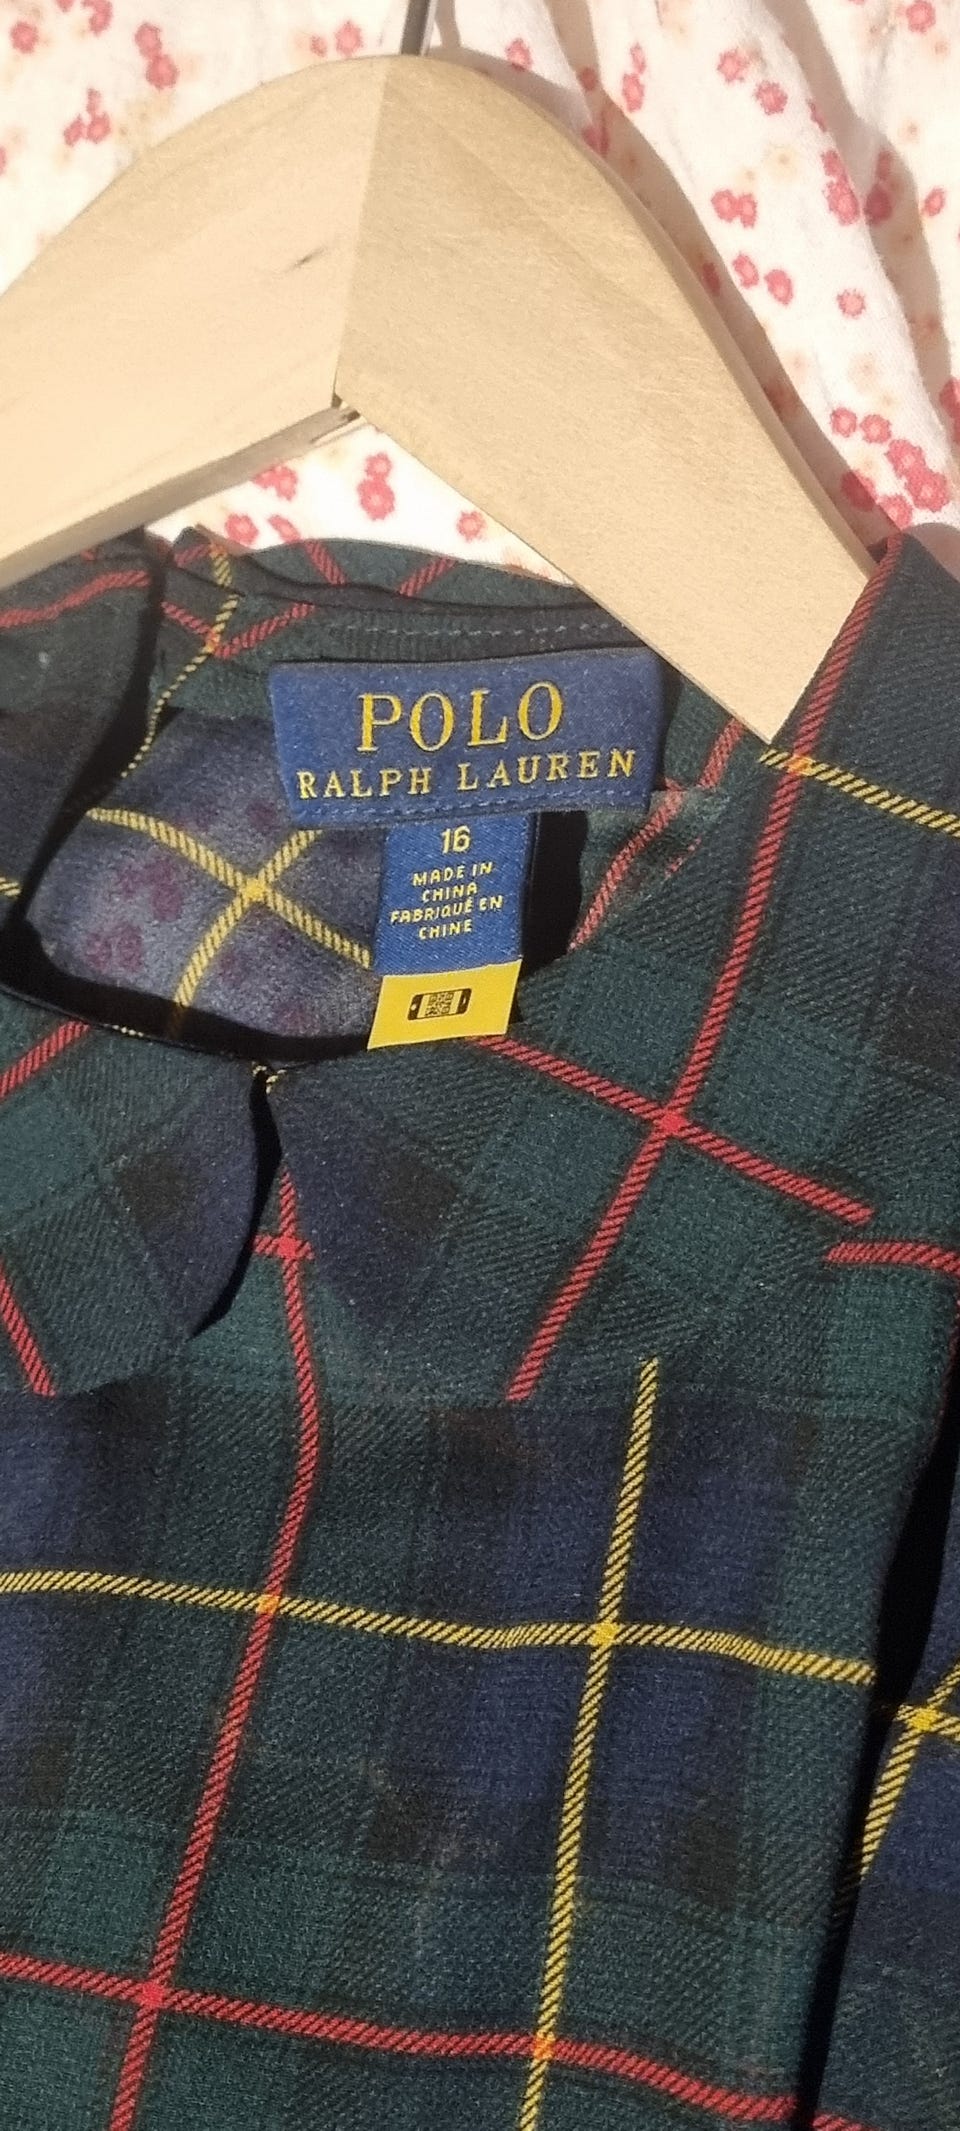 POLO
RALPH LAUREN
16
MADE IN
CHINA
FABRIQUÉ EN
CHINE